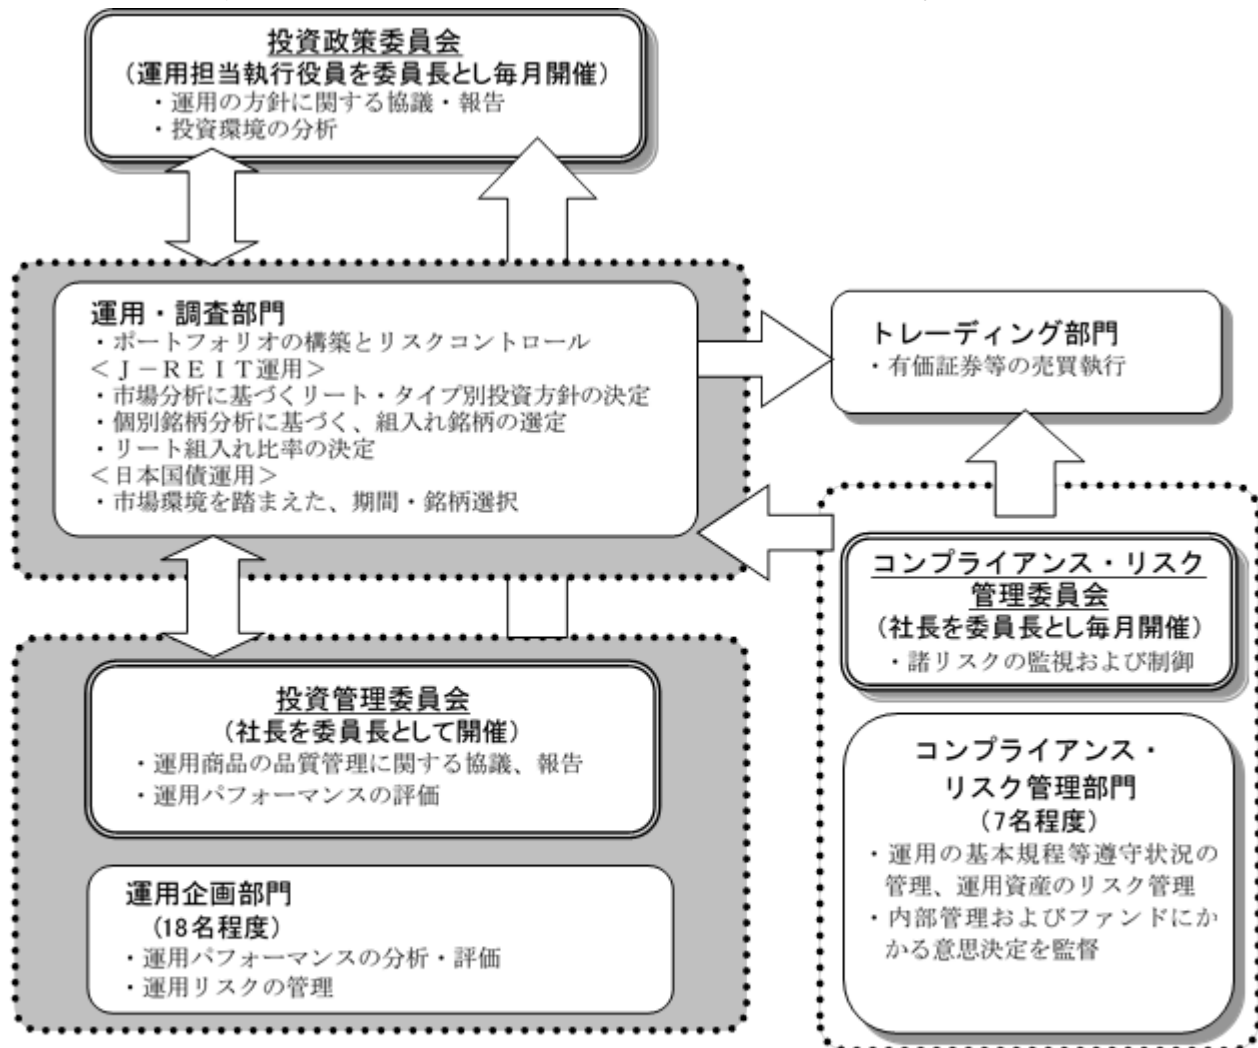 投資政策委員会
（運用担当執行役員を委員長とし毎月開催）
・運用の方針に関する協議・報告
・投資環境の分析
運用・調査部門
・ポートフォリオの構築とリスクコントロール
＜Ｊ－ＲＥＩＴ運用＞
・市場分析に基づくリート・タイプ別投資方針の決定
・個別銘柄分析に基づく、組入れ銘柄の選定
・リート組入れ比率の決定
＜日本国債運用＞
・市場環境を踏まえた、期間・銘柄選択
トレーディング部門
・有価証券等の売買執行
コンプライアンス・リスク
管理委員会
（社長を委員長とし毎月開催）
・諸リスクの監視および制御
コンプライアンス・
リスク管理部門
（7名程度）
・運用の基本規程等遵守状況の
管理、運用資産のリスク管理
・内部管理およびファンドにか
かる意思決定を監督
投資管理委員会
（社長を委員長として開催）
・運用商品の品質管理に関する協議、報告
・運用パフォーマンスの評価
運用企画部門
（18名程度）
・運用パフォーマンスの分析・評価
・運用リスクの管理